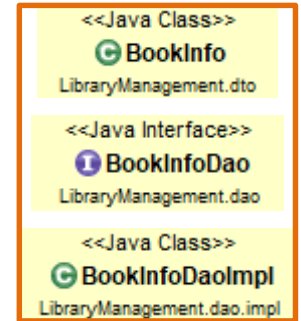 <<Java Class>>
C BookInfo
LibraryManagement.dto
<<Java Interface>>
I BookInfoDao
LibraryManagement.dao
<<Java Class>>
C BookInfoDaoImpl
LibraryManagement.dao.impl